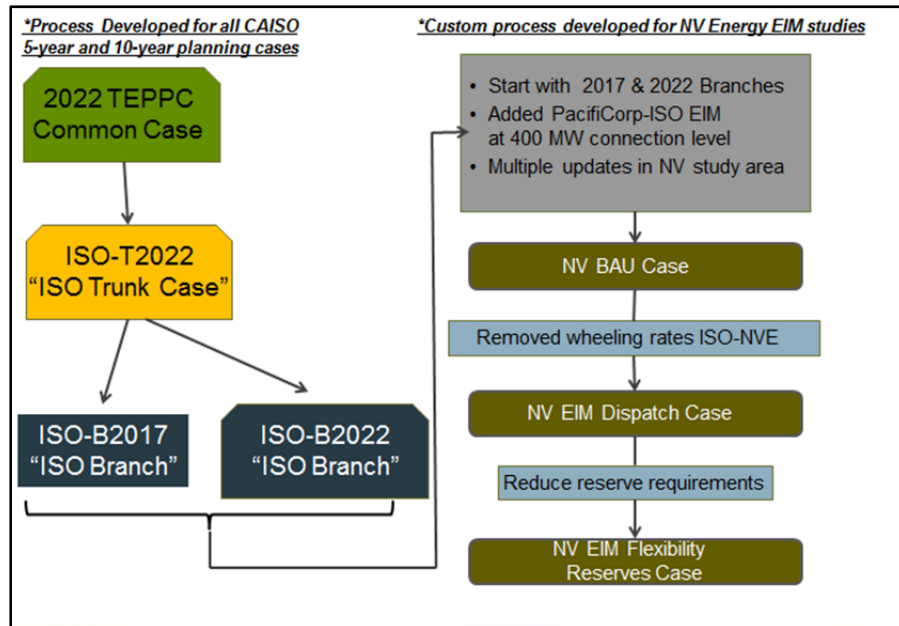 *Process Developed for all CAISO
5-year and 10-year planning cases
2022 TEPPC
Common Case
ISO-T2022
“ISO Trunk Case”
ISO-B2017
“ISO Branch”
ISO-B2022
“ISO Branch”
*Custom process developed for NV Energy EIM studies
• Start with 2017 & 2022 Branches
• Added PacifiCorp-ISO EIM
at 400 MW connection level
• Multiple updates in NV study area
NV BAU Case
Removed wheeling rates ISO-NVE
NV EIM Dispatch Case
Reduce reserve requirements
NV EIM Flexibility
Reserves Case